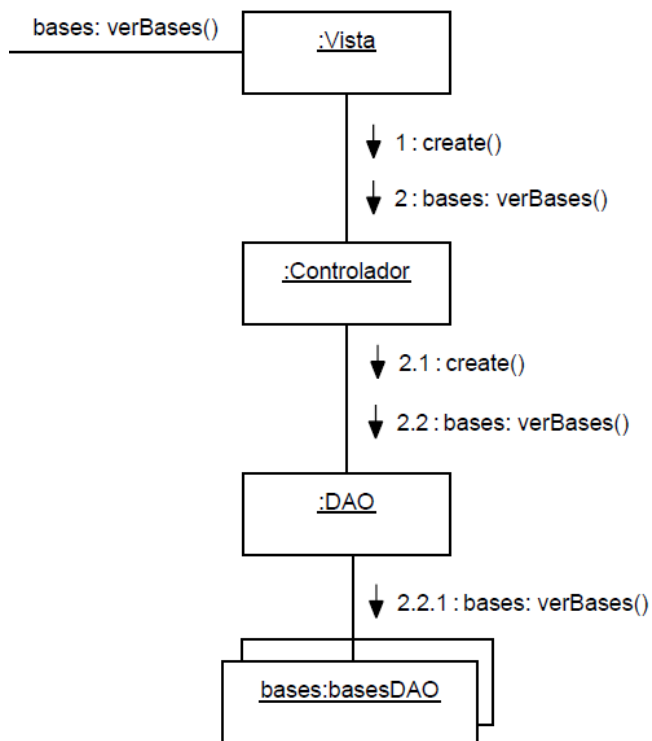 bases: verBases()
:Vista
1 : create()
2 : bases: verBases()
:Controlador
2.1 : create()
2.2 : bases: verBases()
:DAO
2.2.1 : bases: verBases()
bases:basesDAO